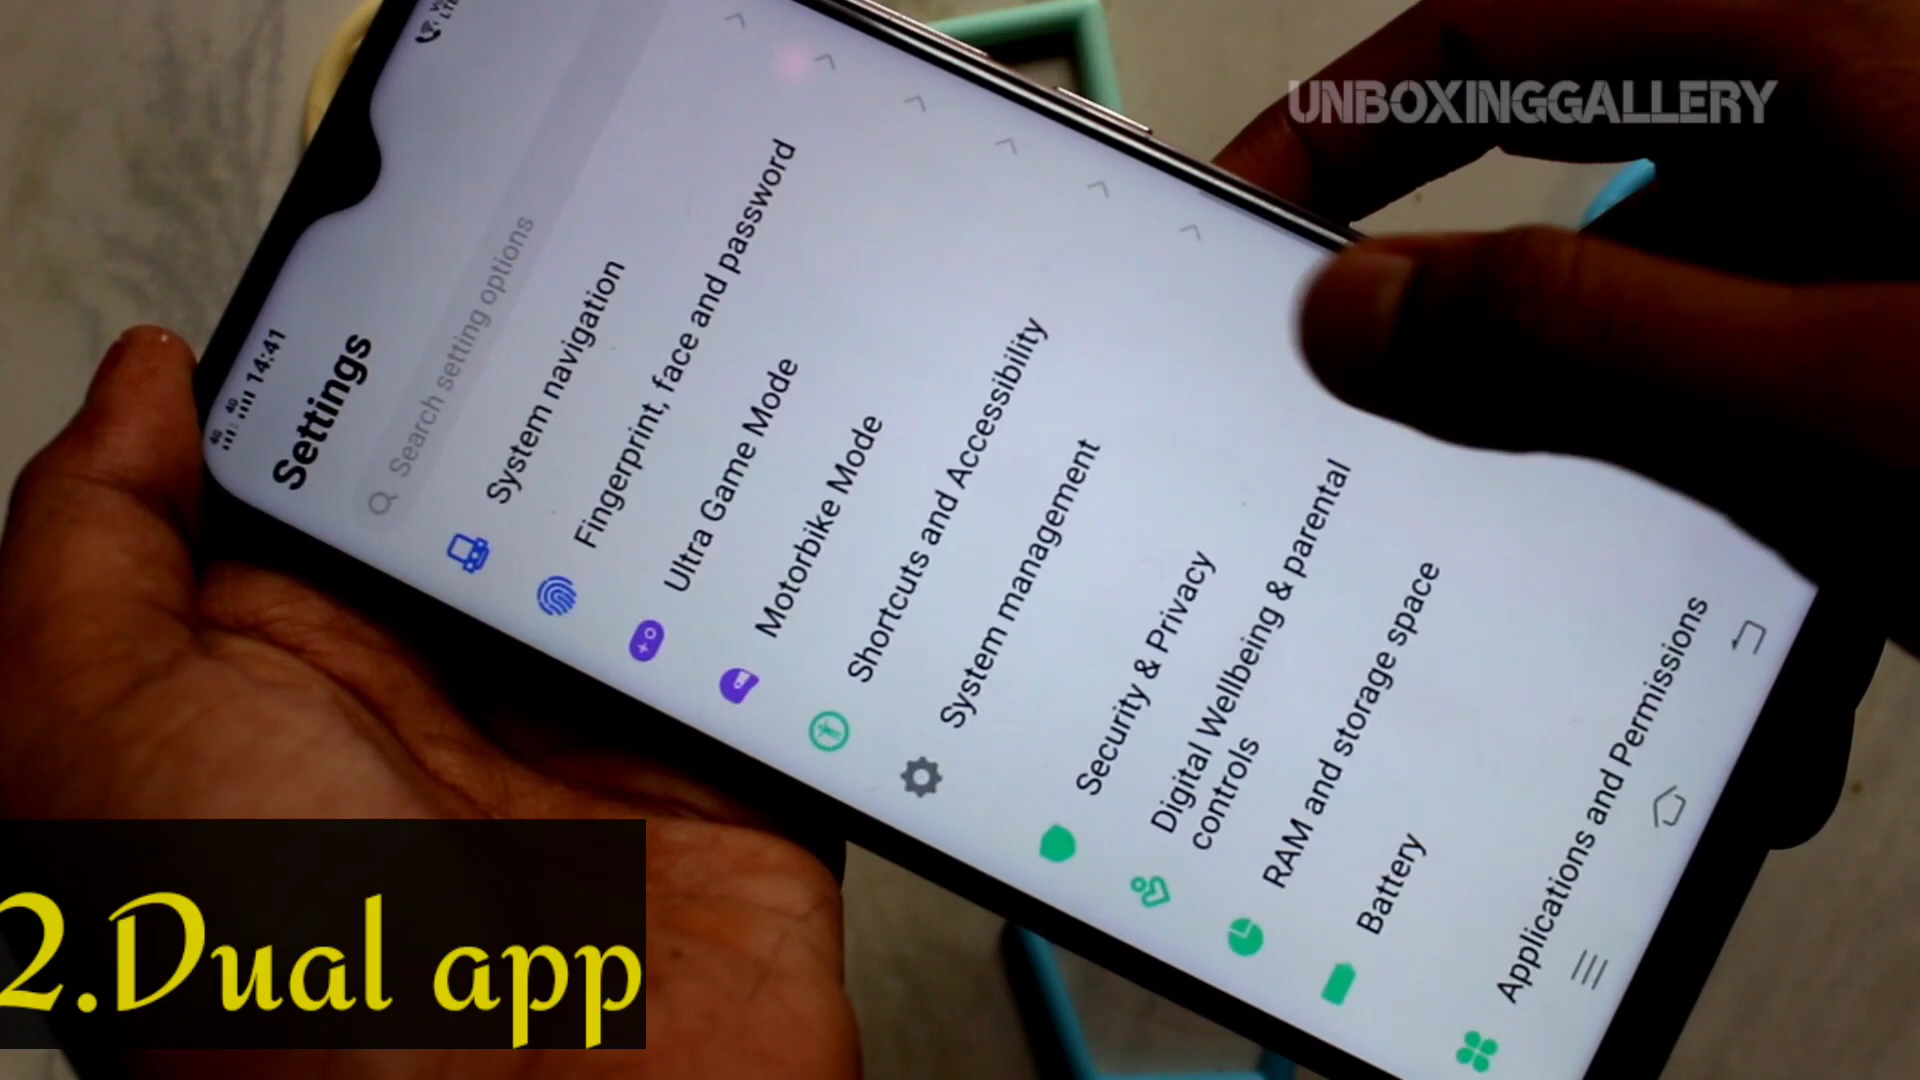 UNBOXINGGALLERY
4G 4G 14:41
Settings
Search setting options
System navigation
Fingerprint, face and password
Ultra Game Mode
Motorbike Mode
Shortcuts and Accessibility
System management
Security & Privacy
Digital Wellbeing & parental
controls
RAM and storage space
Battery
Applications and Permissions
2.Dual app